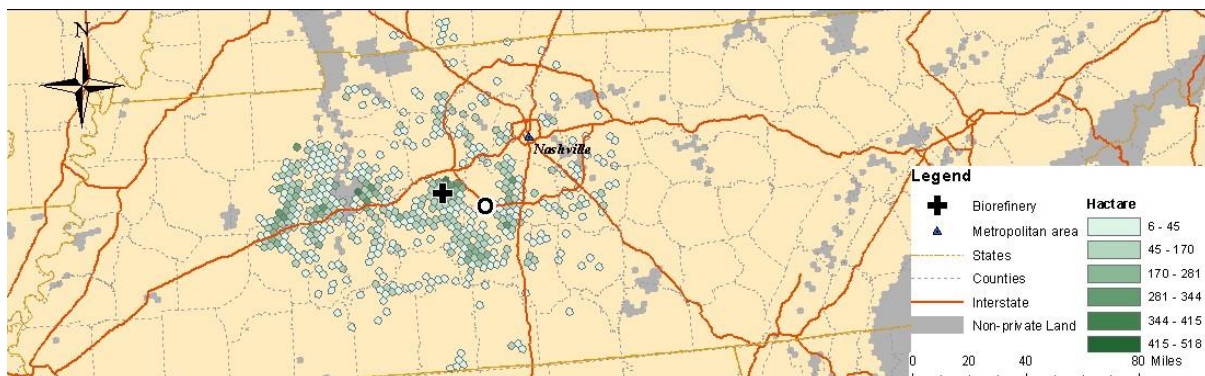 N
Nashville
O
Legend
Biorefinery
Metropolitan area
States
Counties
Interstate
Non-private Land
Hactare
6 - 45
45 - 170
170 - 281
281 - 344
344 - 415
415 - 518
0 20 40 80 Miles